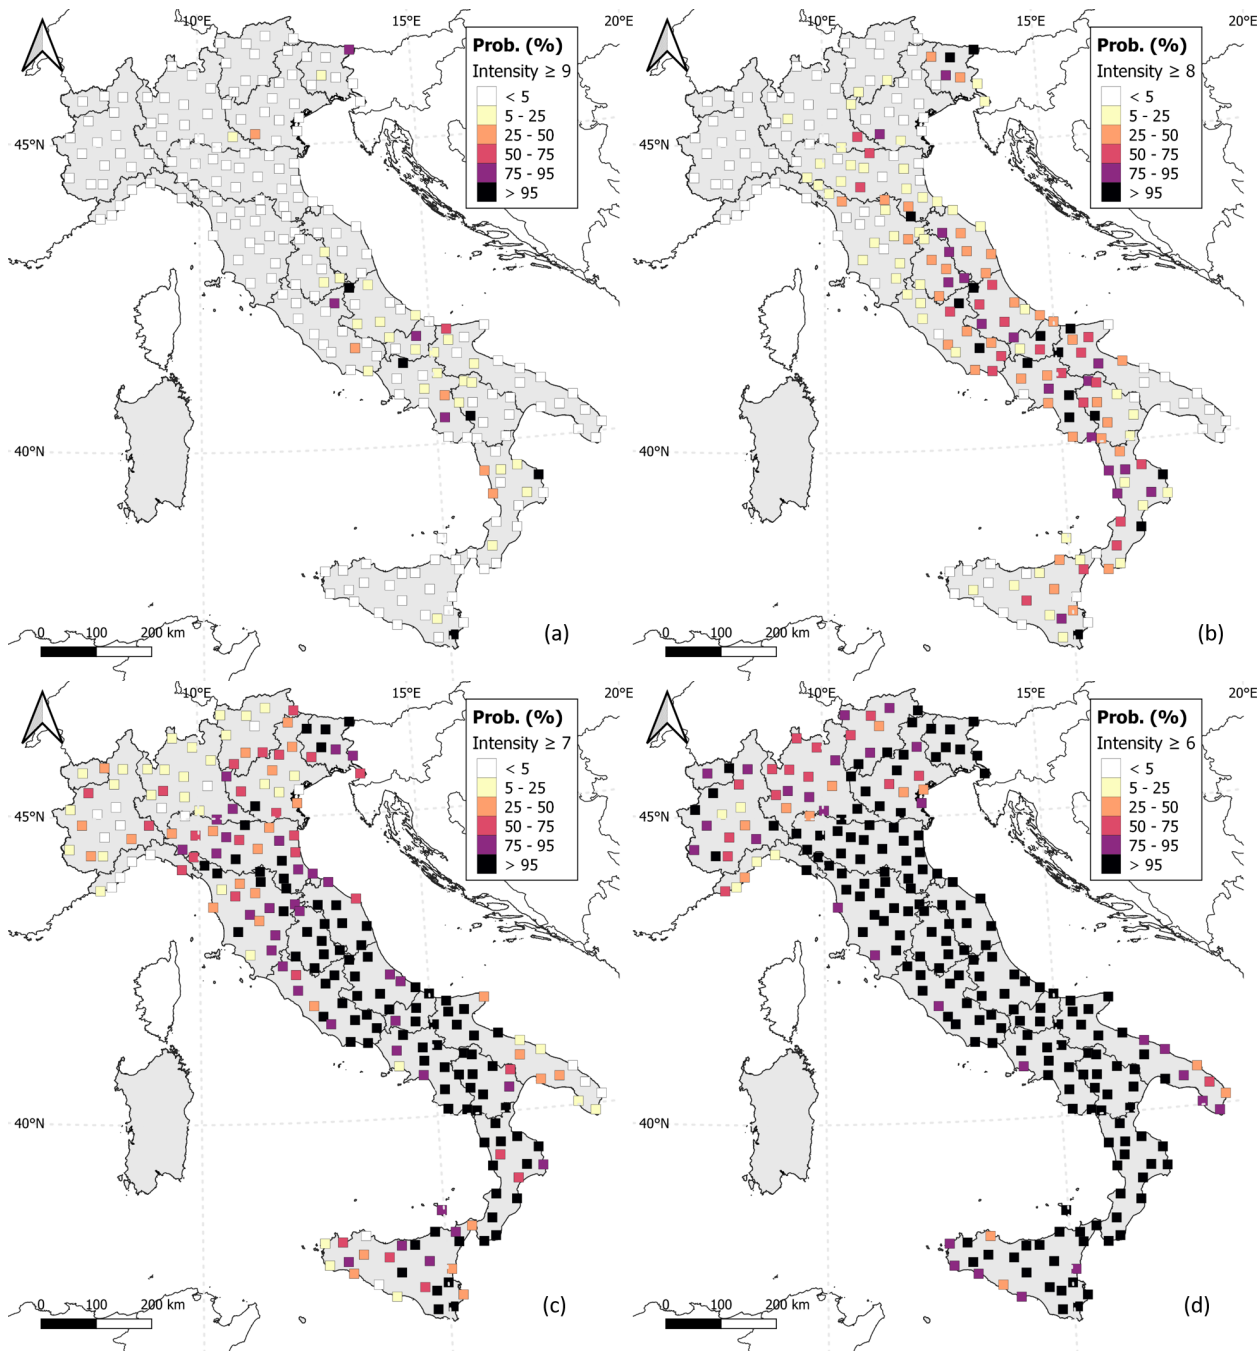 10°E 15°E 20°E
Prob. (%)
Intensity ≥ 9
< 5
5 - 25
25 - 50
50 - 75
75 - 95
> 95
45°N
40°N
0 100 200 km
(a)
10°E 15°E 20°E
Prob. (%)
Intensity ≥ 8
< 5
5 - 25
25 - 50
50 - 75
75 - 95
> 95
45°N
40°N
0 100 200 km
(b)
10°E 15°E 20°E
Prob. (%)
Intensity ≥ 7
< 5
5 - 25
25 - 50
50 - 75
75 - 95
> 95
45°N
40°N
0 100 200 km
(c)
10°E 15°E 20°E
Prob. (%)
Intensity ≥ 6
< 5
5 - 25
25 - 50
50 - 75
75 - 95
> 95
45°N
40°N
0 100 200 km
(d)